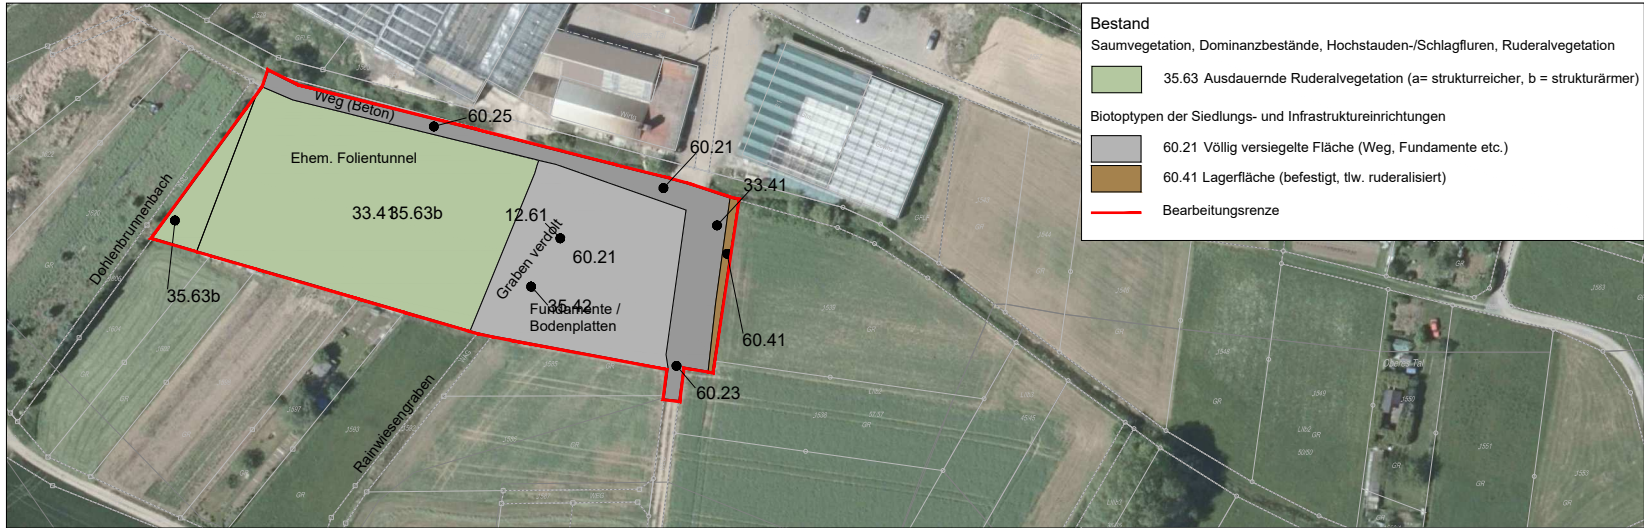 Bestand
Saumvegetation, Dominanzbestände, Hochstauden-/Schlagfluren, Ruderalvegetation
35.63 Ausdauernde Ruderalvegetation (a= strukturreicher, b = strukturärmer)
Biotoptypen der Siedlungs- und Infrastruktureinrichtungen
60.21 Völlig versiegelte Fläche (Weg, Fundamente etc.)
60.41 Lagerfläche (befestigt, tlw. ruderalisiert)
Bearbeitungsrenze
Weg (Beton)
60.25
60.21
33.41
Ehem. Folientunnel
33.41
35.63b
12.61
Graben verdolt
60.21
35.42
Fundamente /
Bodenplatten
Dohlenbrunnenbach
35.63b
60.41
60.23
Rainwiesengraben
Oberes Tal